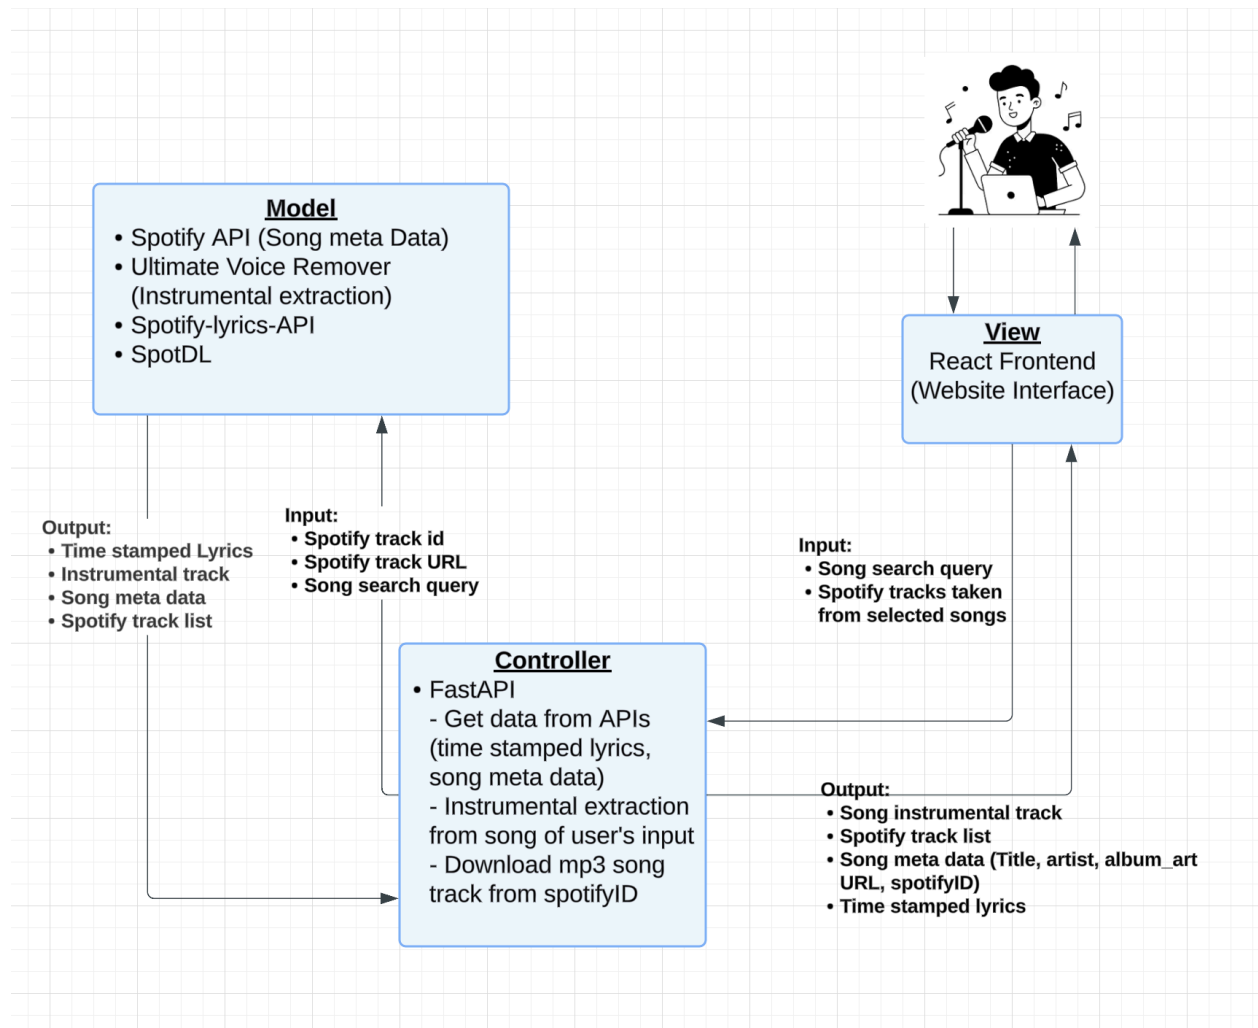 Model
• Spotify API (Song meta Data)
• Ultimate Voice Remover
(Instrumental extraction)
• Spotify-lyrics-API
• SpotDL
View
React Frontend
(Website Interface)
Output:
• Time stamped Lyrics
• Instrumental track
• Song meta data
• Spotify track list
Input:
• Spotify track id
• Spotify track URL
• Song search query
Input:
• Song search query
• Spotify tracks taken
from selected songs
Controller
• FastAPI
- Get data from APIs
(time stamped lyrics,
song meta data)
- Instrumental extraction
from song of user's input
- Download mp3 song
track from spotifyID
Output:
• Song instrumental track
• Spotify track list
• Song meta data (Title, artist, album_art
URL, spotifyID)
• Time stamped lyrics